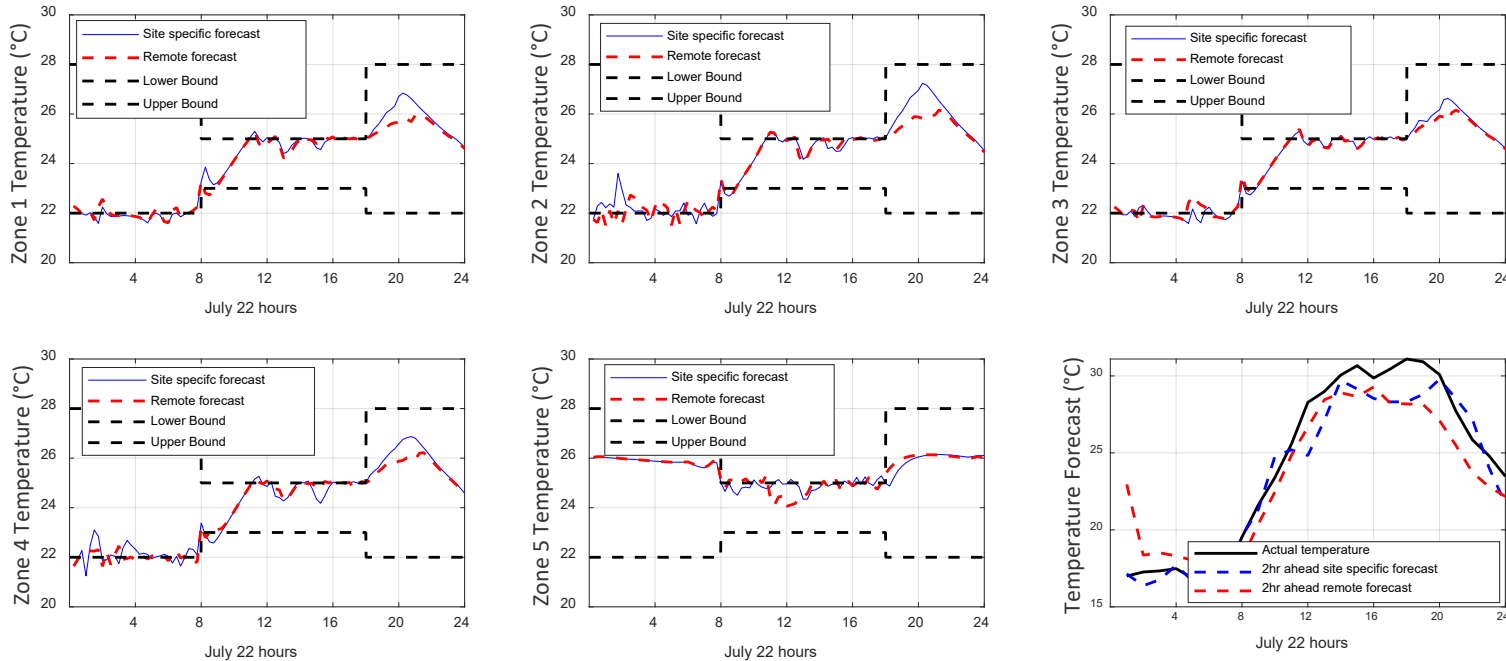 Zone 1 Temperature (°C)
30
28
26
24
22
20
Site specific forecast
Remote forecast
Lower Bound
Upper Bound
4 8 12 16 20 24
July 22 hours
Zone 2 Temperature (°C)
30
28
26
24
22
20
Site specific forecast
Remote forecast
Lower Bound
Upper Bound
4 8 12 16 20 24
July 22 hours
Zone 3 Temperature (°C)
30
28
26
24
22
20
Site specific forecast
Remote forecast
Lower Bound
Upper Bound
4 8 12 16 20 24
July 22 hours
Zone 4 Temperature (°C)
30
28
26
24
22
20
Site specifc forecast
Remote forecast
Lower Bound
Upper Bound
4 8 12 16 20 24
July 22 hours
Zone 5 Temperature (°C)
30
28
26
24
22
20
Site specific forecast
Remote forecast
Lower Bound
Upper Bound
4 8 12 16 20 24
July 22 hours
Temperature Forecast (°C)
30
25
20
15
Actual temperature
2hr ahead site specific forecast
2hr ahead remote forecast
4 8 12 16 20 24
July 22 hours